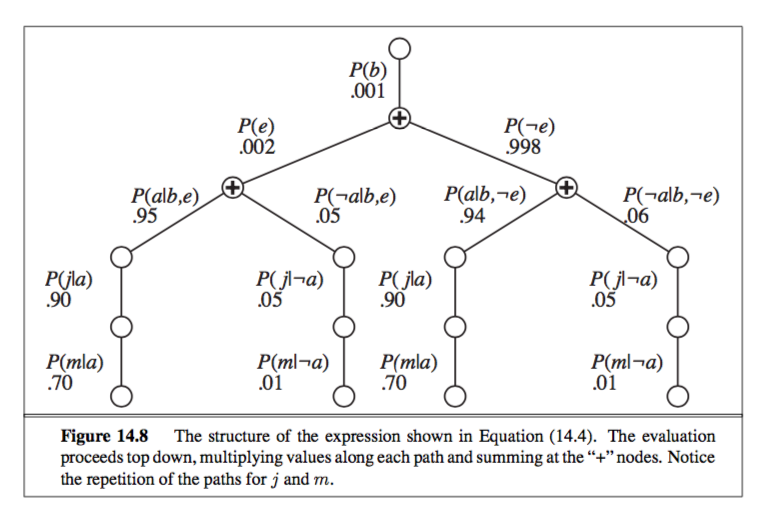 P(b)
.001
P(e)
.002
P(¬e)
.998
P(a|b,e)
.95
P(¬a|b,e)
.05
P(a|b,¬e)
.94
P(¬a|b,¬e)
.06
P(j|a)
.90
P(j|¬a)
.05
P(j|a)
.90
P(j|¬a)
.05
P(m|a)
.70
P(m|¬a)
.01
P(m|a)
.70
P(m|¬a)
.01
Figure 14.8 The structure of the expression shown in Equation (14.4). The evaluation
proceeds top down, multiplying values along each path and summing at the “+” nodes. Notice
the repetition of the paths for j and m.